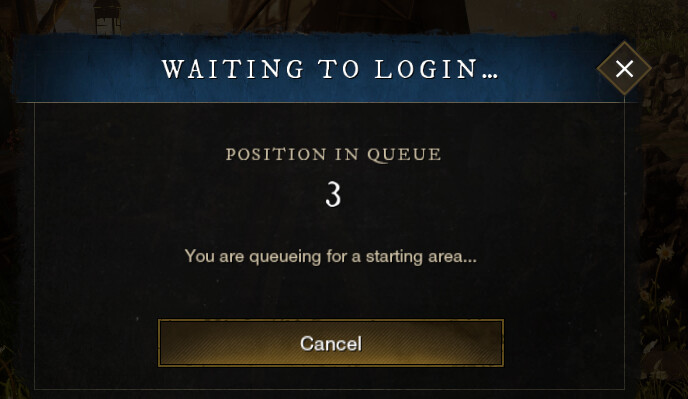 WAITING TO LOGIN...
POSITION IN QUEUE
3
You are queueing for a starting area...
Cancel